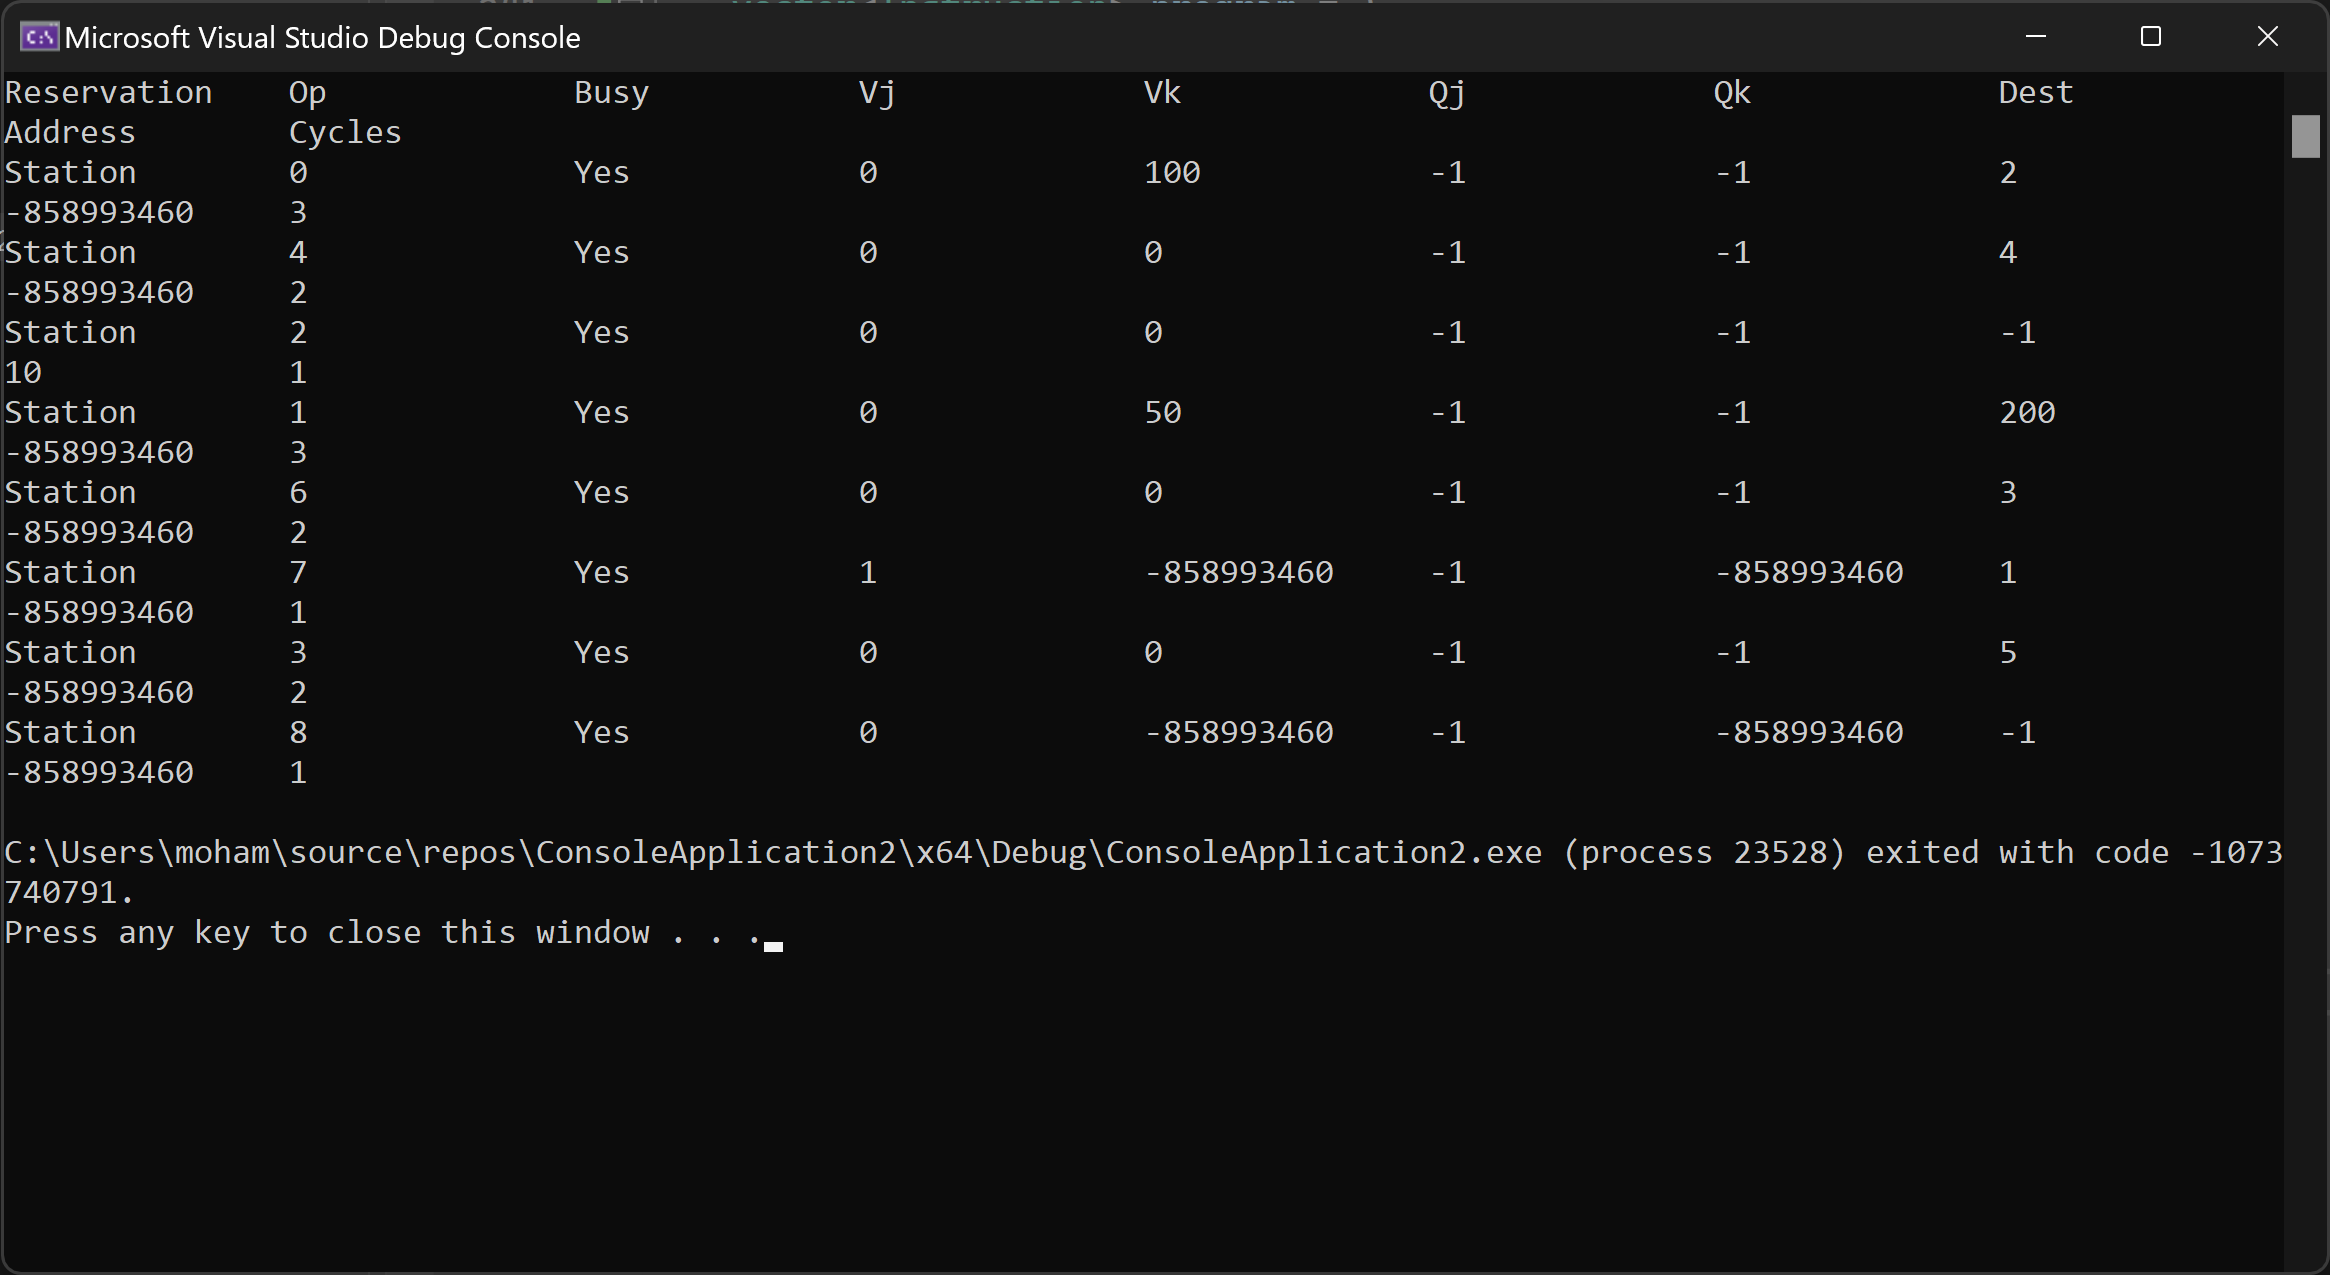 vector<instruction> program = {
Microsoft Visual Studio Debug Console
Reservation Op Busy Vj Vk Qj Qk Dest
Address Cycles
Station 0 Yes 0 100 -1 -1 2
-858993460 3
Station 4 Yes 0 0 -1 -1 4
-858993460 2
Station 2 Yes 0 0 -1 -1 -1
10 1
Station 1 Yes 0 50 -1 -1 200
-858993460 3
Station 6 Yes 0 0 -1 -1 3
-858993460 2
Station 7 Yes 1 -858993460 -1 -858993460 1
-858993460 1
Station 3 Yes 0 0 -1 -1 5
-858993460 2
Station 8 Yes 0 -858993460 -1 -858993460 -1
-858993460 1
C:\Users\moham\source\repos\ConsoleApplication2\x64\Debug\ConsoleApplication2.exe (process 23528) exited with code -1073
740791.
Press any key to close this window . . .